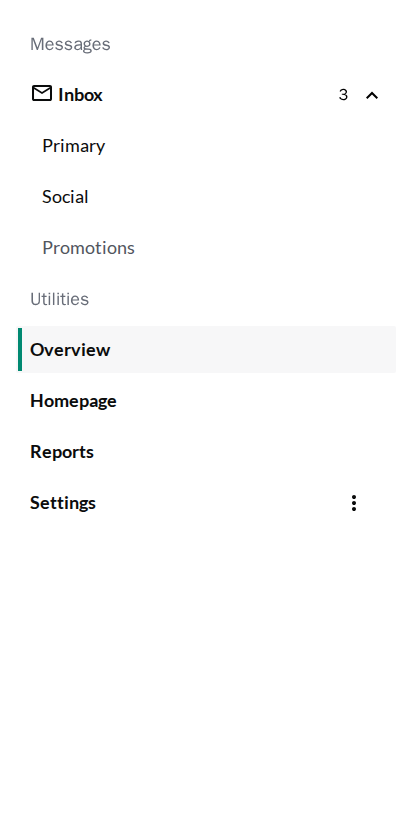 Messages
Inbox 3
Primary
Social
Promotions
Utilities
Overview
Homepage
Reports
Settings